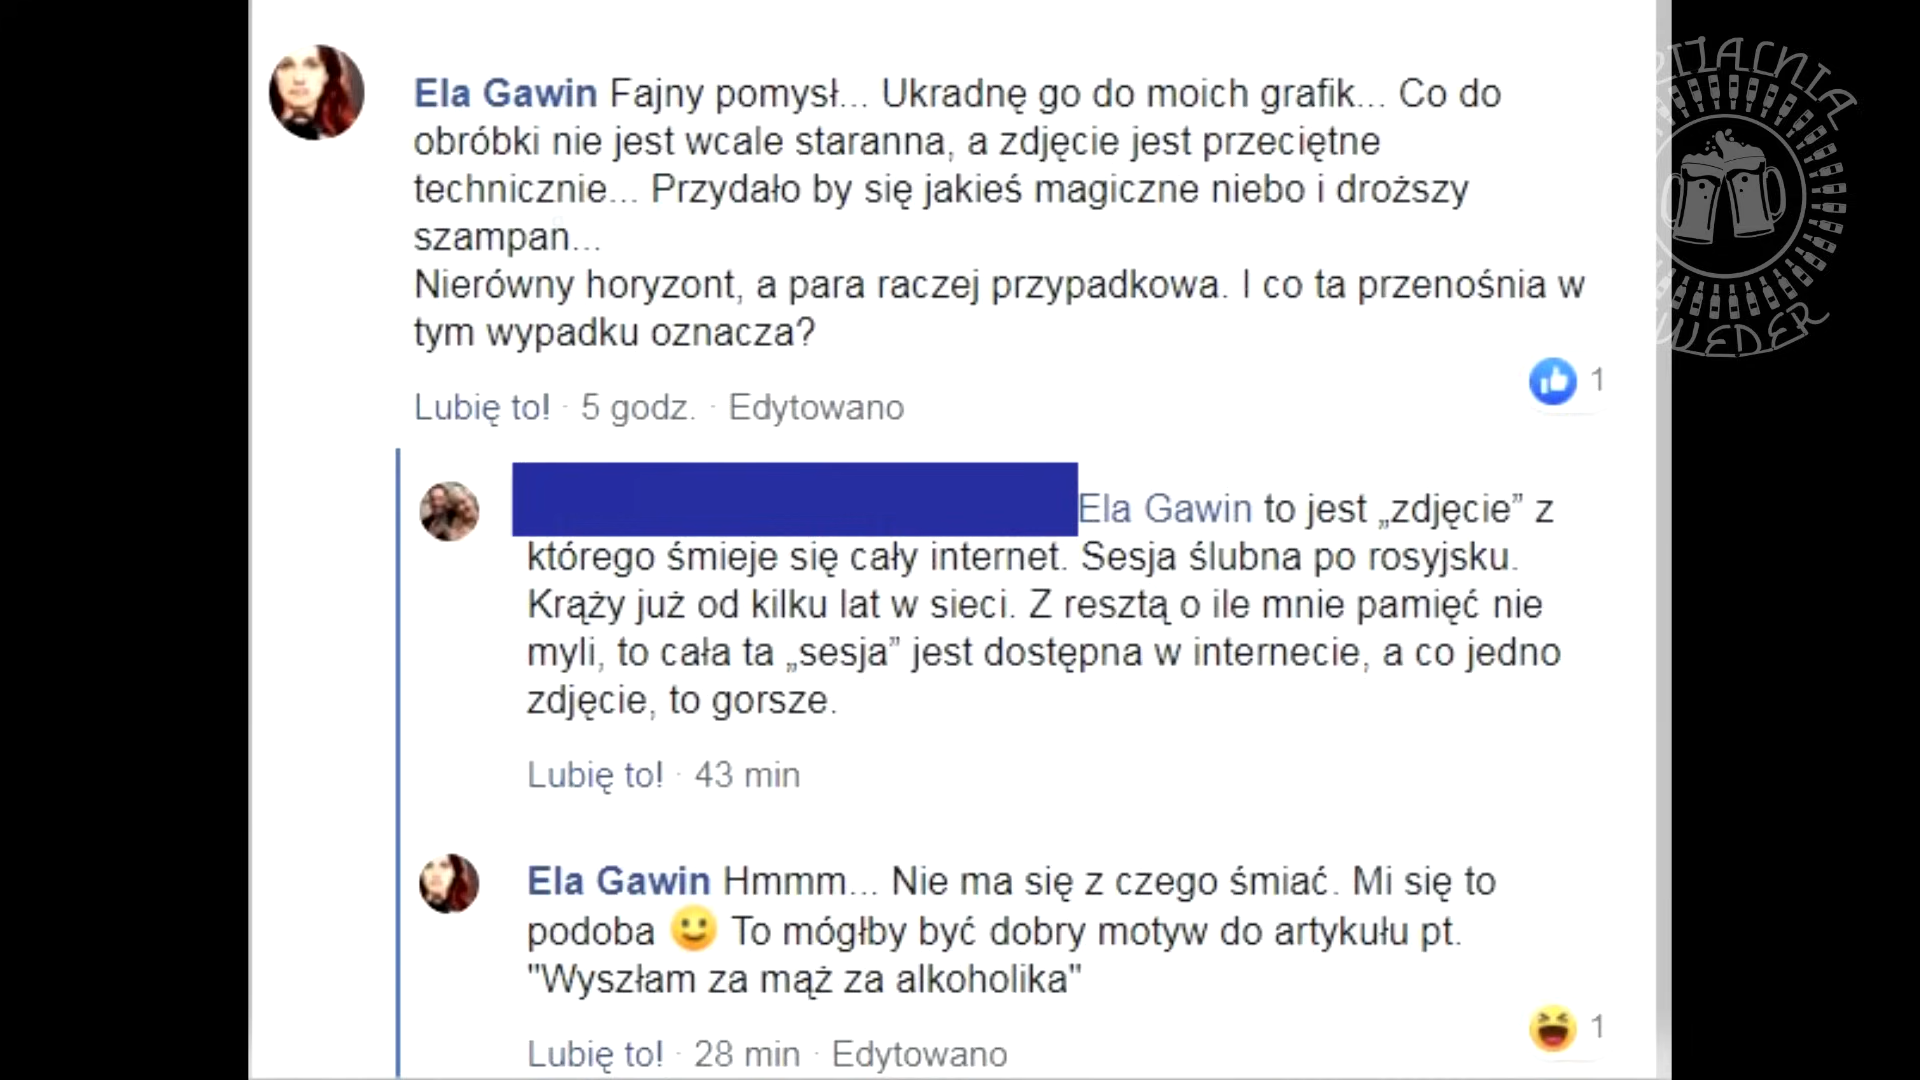 Ela Gawin Fajny pomysł... Ukradnę go do moich grafik... Co do
obróbki nie jest wcale staranna, a zdjęcie jest przeciętne
technicznie... Przydało by się jakieś magiczne niebo i droższy
szampan...
Nierówny horyzont, a para raczej przypadkowa. I co ta przenośnia w
tym wypadku oznacza?
1
Lubię to! · 5 godz. · Edytowano
Ela Gawin to jest „zdjęcie” z
którego śmieje się cały internet. Sesja ślubna po rosyjsku.
Krąży już od kilku lat w sieci. Z resztą o ile mnie pamięć nie
myli, to cała ta „sesja” jest dostępna w internecie, a co jedno
zdjęcie, to gorsze.
Lubię to! · 43 min
Ela Gawin Hmmm... Nie ma się z czego śmiać. Mi się to
podoba 🙂 To mógłby być dobry motyw do artykułu pt.
"Wyszłam za mąż za alkoholika"
1
Lubię to! · 28 min · Edytowano